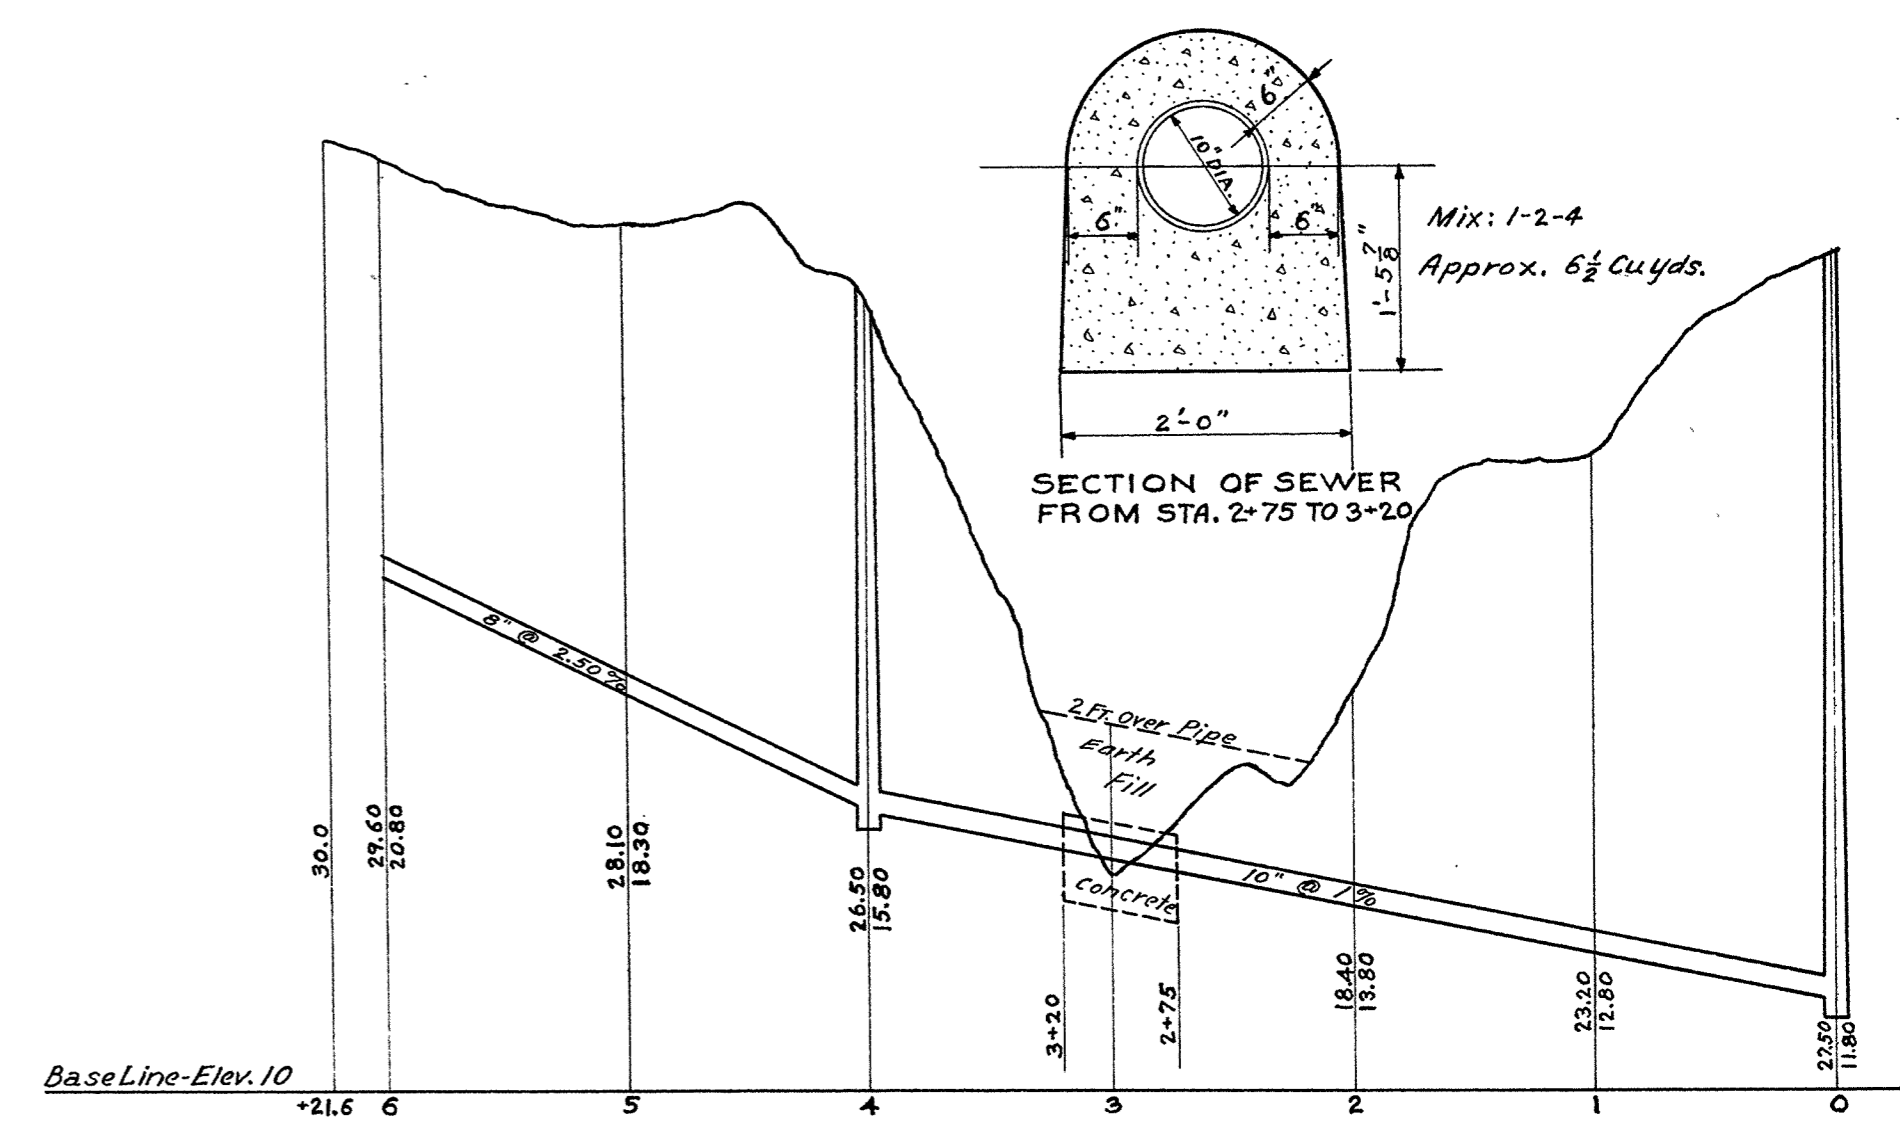 6"
10" DIA.
6"
6"
1'-5 7/8"
2'-0"
Mix: 1-2-4
Approx. 6½ Cu yds.
SECTION OF SEWER
FROM STA. 2+75 TO 3+20
8" @ 2.50%
2 Ft. over Pipe
Earth
Fill
Concrete
10" @ 1%
30.0
29.60
20.80
28.10
18.30
26.50
15.80
3+20
2+75
18.40
13.80
23.20
12.80
27.50
11.80
Base Line-Elev. 10
+21.6 6 5 4 3 2 1 0